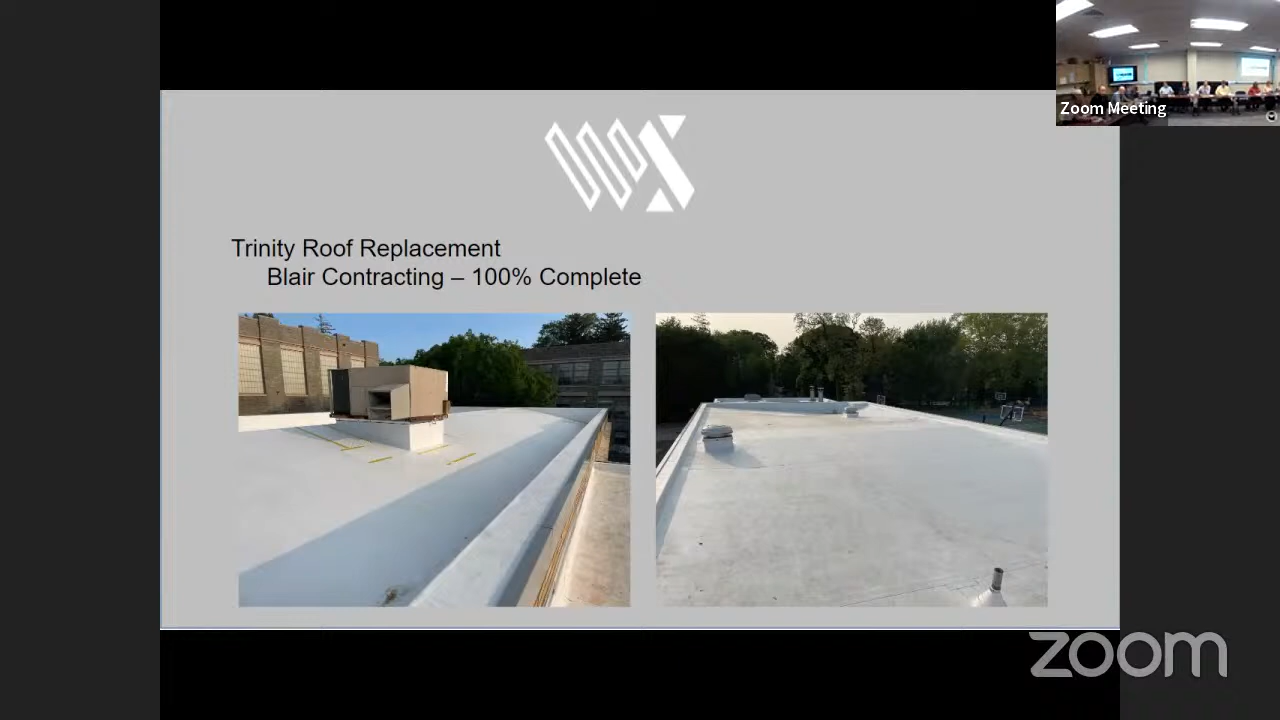 Zoom Meeting
Trinity Roof Replacement
Blair Contracting – 100% Complete
zoom